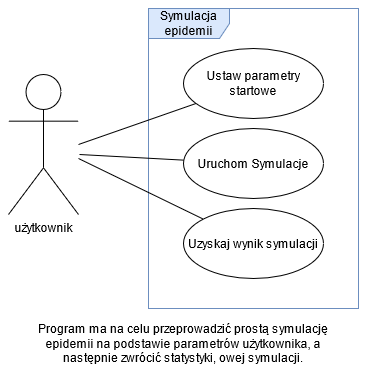 Symulacja
epidemii
Ustaw parametry
startowe
Uruchom Symulacje
Uzyskaj wynik symulacji
użytkownik
Program ma na celu przeprowadzić prostą symulację
epidemii na podstawie parametrów użytkownika, a
następnie zwrócić statystyki, owej symulacji.